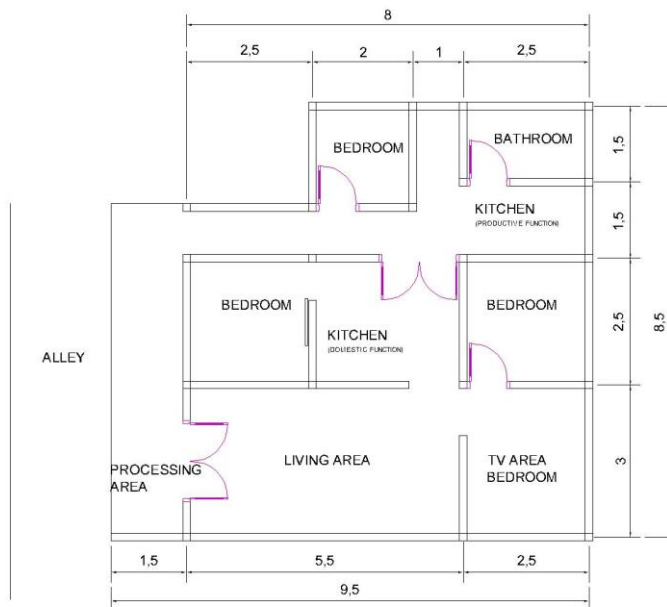 8
2,5
2
1
2,5
BEDROOM
BATHROOM
1,5
KITCHEN
(PRODUCTIVE FUNCTION)
1,5
BEDROOM
KITCHEN
(DOMESTIC FUNCTION)
BEDROOM
2,5
8,5
ALLEY
PROCESSING
AREA
LIVING AREA
TV AREA
BEDROOM
3
1,5
5,5
2,5
9,5